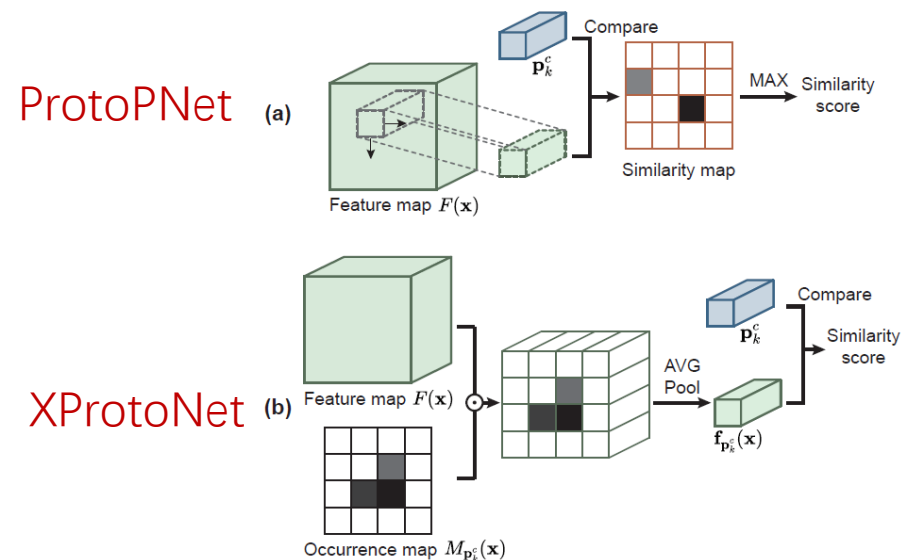 ProtoPNet
(a)
Feature map F(x)
p_k^c
Compare
Similarity map
MAX
Similarity
score
XProtoNet
(b)
Feature map F(x)
Occurrence map M_{p_k^c}(x)
AVG
Pool
p_k^c
f_{p_k^c}(x)
Compare
Similarity
score